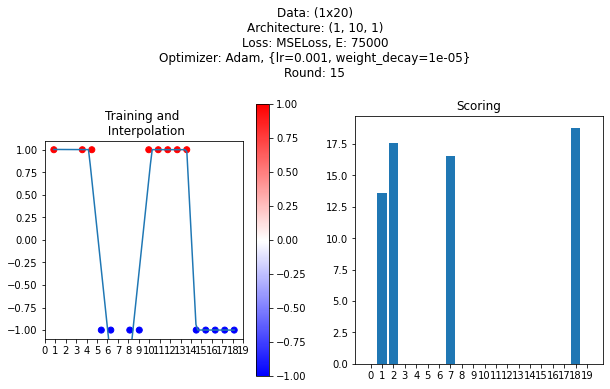 Data: (1x20)
Architecture: (1, 10, 1)
Loss: MSELoss, E: 75000
Optimizer: Adam, {lr=0.001, weight_decay=1e-05}
Round: 15
Training and
Interpolation
1.00
0.75
0.50
0.25
0.00
−0.25
−0.50
−0.75
−1.00
0 1 2 3 4 5 6 7 8 9 10 11 12 13 14 15 16 17 18 19
1.00
0.75
0.50
0.25
0.00
−0.25
−0.50
−0.75
−1.00
Scoring
17.5
15.0
12.5
10.0
7.5
5.0
2.5
0.0
0 1 2 3 4 5 6 7 8 9 10 11 12 13 14 15 16 17 18 19